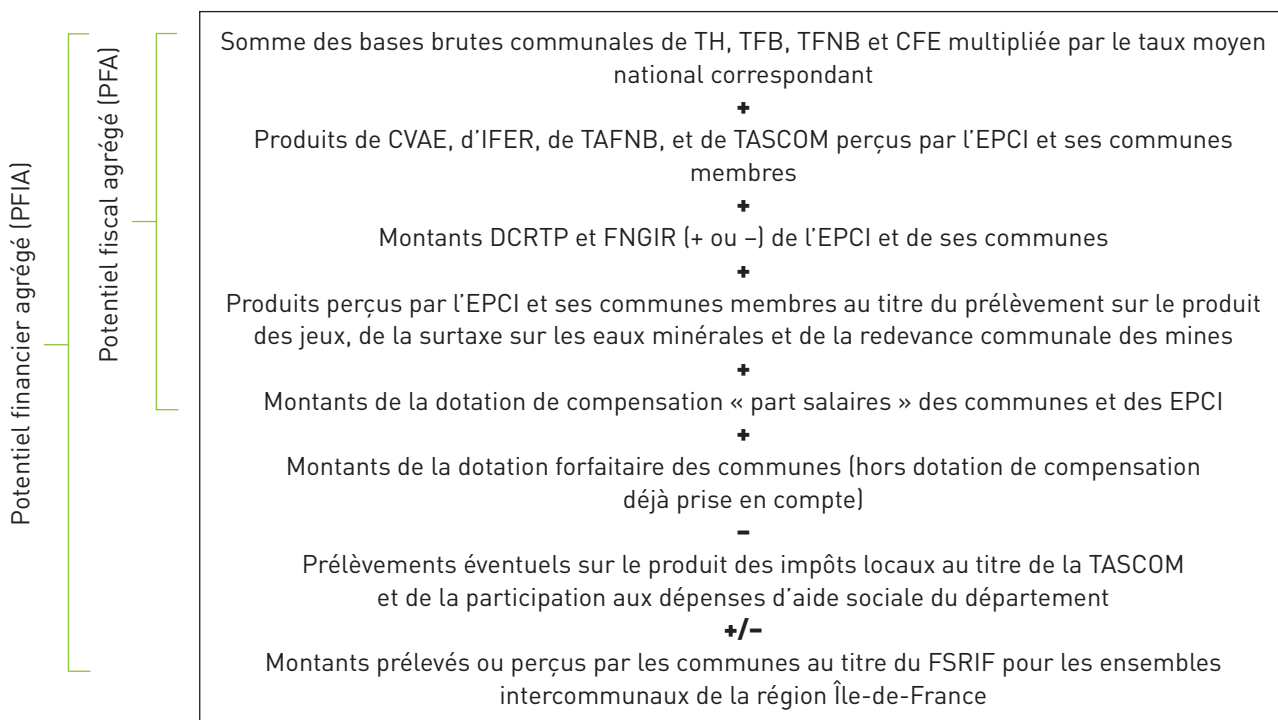 Potentiel financier agrégé (PFIA)
Potentiel fiscal agrégé (PFA)
Somme des bases brutes communales de TH, TFB, TFNB et CFE multipliée par le taux moyen
national correspondant
+
Produits de CVAE, d’IFER, de TAFNB, et de TASCOM perçus par l’EPCI et ses communes
membres
+
Montants DCRTP et FNGIR (+ ou –) de l’EPCI et de ses communes
+
Produits perçus par l’EPCI et ses communes membres au titre du prélèvement sur le produit
des jeux, de la surtaxe sur les eaux minérales et de la redevance communale des mines
+
Montants de la dotation de compensation « part salaires » des communes et des EPCI
+
Montants de la dotation forfaitaire des communes (hors dotation de compensation
déjà prise en compte)
–
Prélèvements éventuels sur le produit des impôts locaux au titre de la TASCOM
et de la participation aux dépenses d’aide sociale du département
+/–
Montants prélevés ou perçus par les communes au titre du FSRIF pour les ensembles
intercommunaux de la région Île-de-France